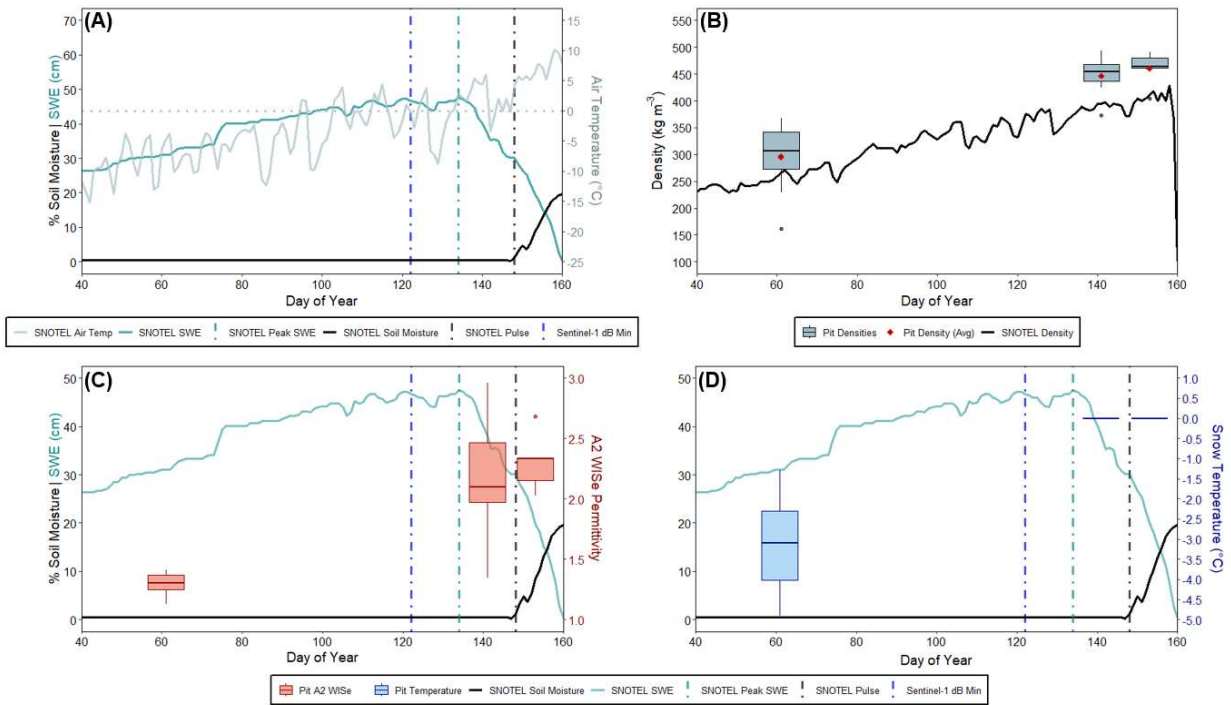 (A)
70
60
50
40
30
20
10
0
% Soil Moisture | SWE (cm)
15
10
5
0
-5
-10
-15
-20
-25
Air Temperature (°C)
40 60 80 100 120 140 160
Day of Year
SNOTEL Air Temp SNOTEL SWE SNOTEL Peak SWE SNOTEL Soil Moisture SNOTEL Pulse Sentinel-1 dB Min
(B)
550
500
450
400
350
300
250
200
150
100
Density (kg m⁻³)
40 60 80 100 120 140 160
Day of Year
Pit Densities Pit Density (Avg) SNOTEL Density
(C)
50
40
30
20
10
0
% Soil Moisture | SWE (cm)
3.0
2.5
2.0
1.5
1.0
A2 WISe Permittivity
40 60 80 100 120 140 160
Day of Year
(D)
50
40
30
20
10
0
1.0
0.5
0.0
-0.5
-1.0
-1.5
-2.0
-2.5
-3.0
-3.5
-4.0
-4.5
-5.0
Snow Temperature (°C)
40 60 80 100 120 140 160
Day of Year
Pit A2 WISe Pit Temperature SNOTEL Soil Moisture SNOTEL SWE SNOTEL Peak SWE SNOTEL Pulse Sentinel-1 dB Min